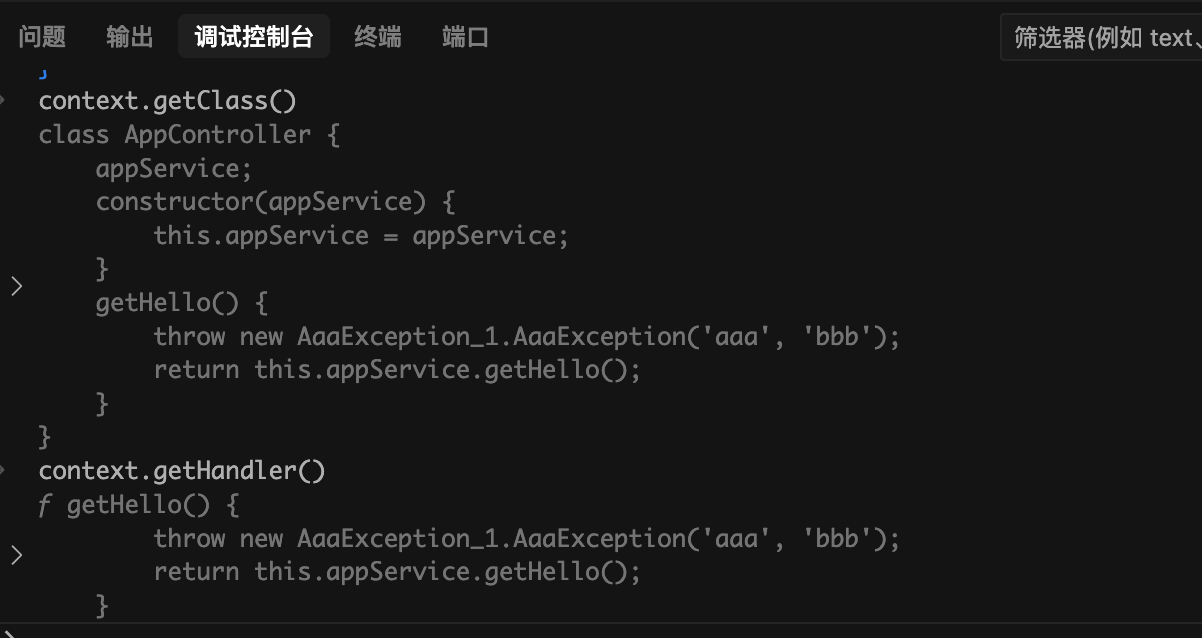 问题 输出 调试控制台 终端 端口 筛选器(例如 text、
context.getClass()
class AppController {
    appService;
    constructor(appService) {
        this.appService = appService;
    }
    getHello() {
        throw new AaaException_1.AaaException('aaa', 'bbb');
        return this.appService.getHello();
    }
}
context.getHandler()
ƒ getHello() {
        throw new AaaException_1.AaaException('aaa', 'bbb');
        return this.appService.getHello();
    }